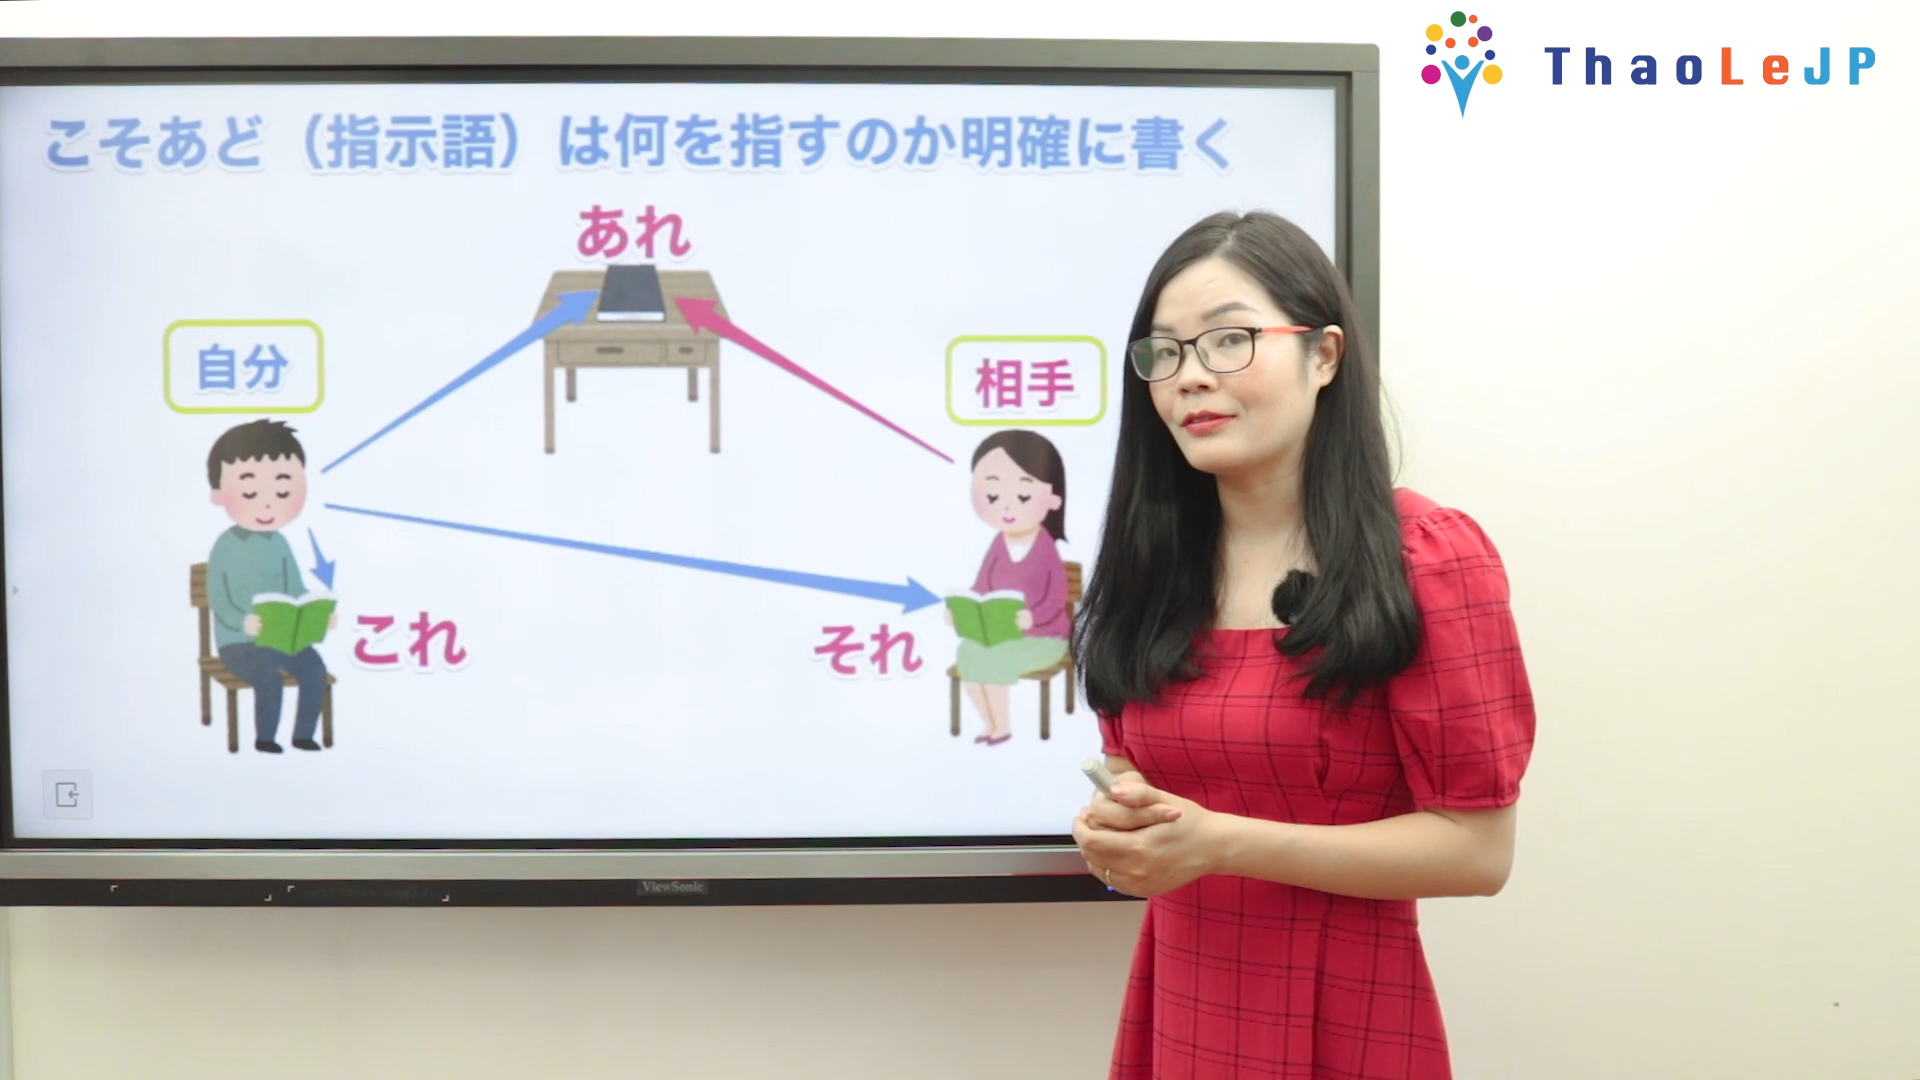 ThaoLeJP
こそあど（指示語）は何を指すのか明確に書く
あれ
自分
相手
これ
それ
ViewSonic